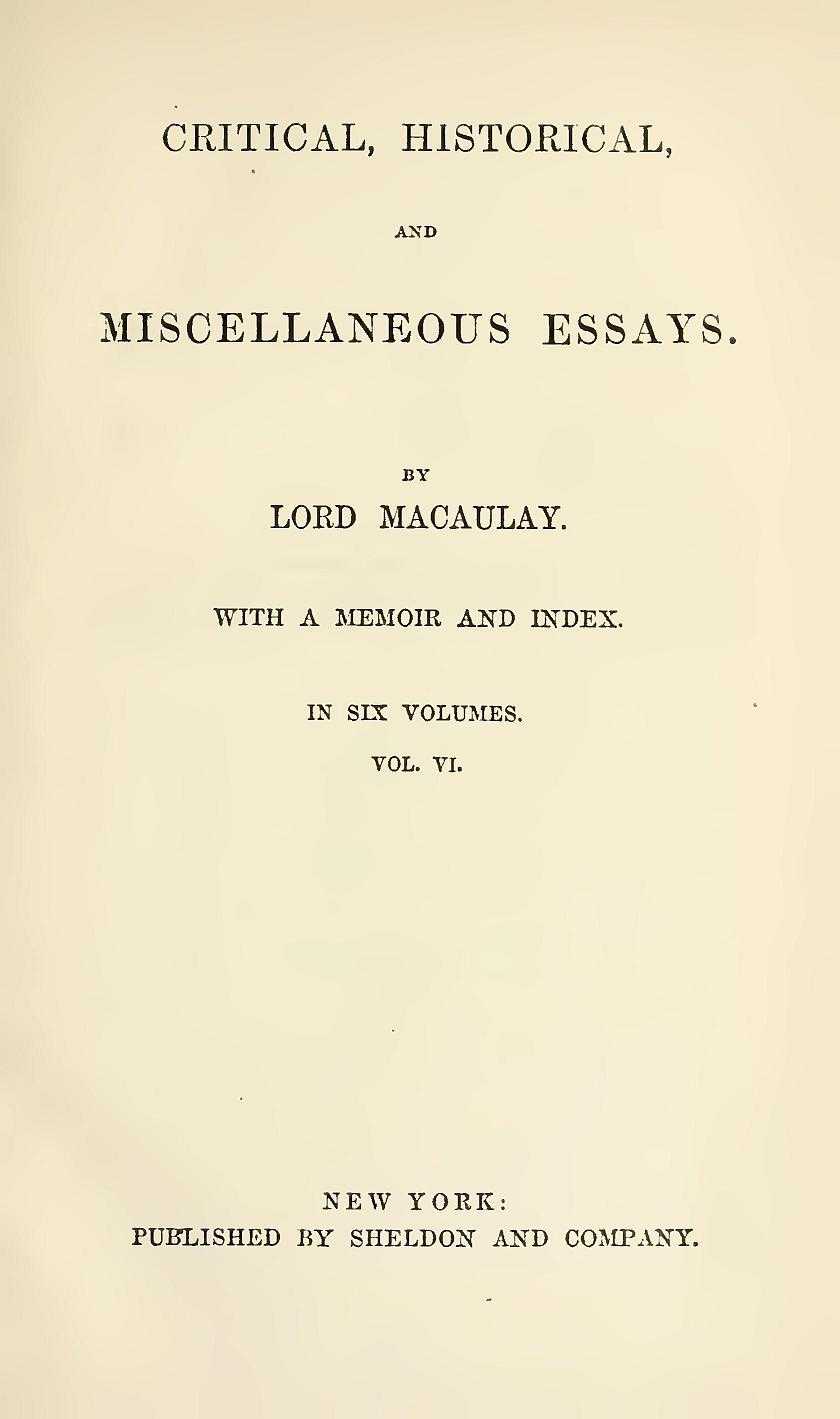 CRITICAL, HISTORICAL,
AND
MISCELLANEOUS ESSAYS.
BY
LORD MACAULAY.
WITH A MEMOIR AND INDEX.
IN SIX VOLUMES.
VOL. VI.
NEW YORK:
PUBLISHED BY SHELDON AND COMPANY.